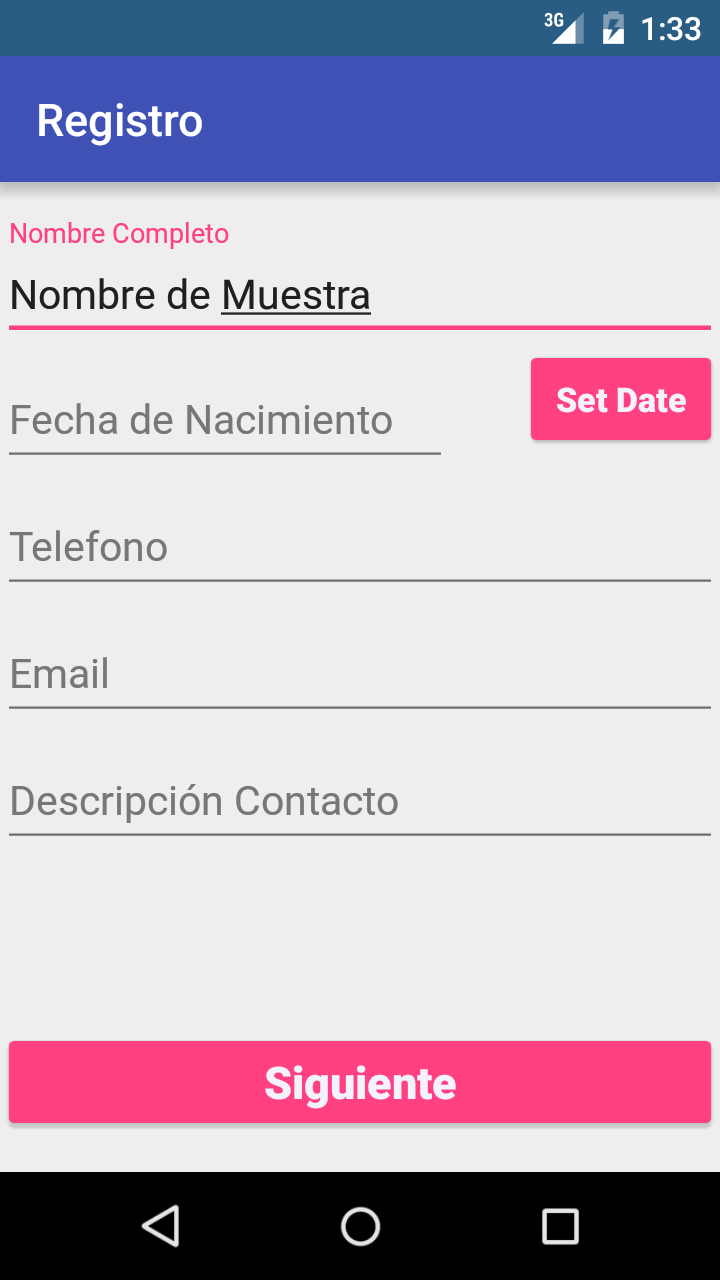 3G 1:33
Registro
Nombre Completo
Nombre de Muestra
Fecha de Nacimiento
Set Date
Telefono
Email
Descripción Contacto
Siguiente